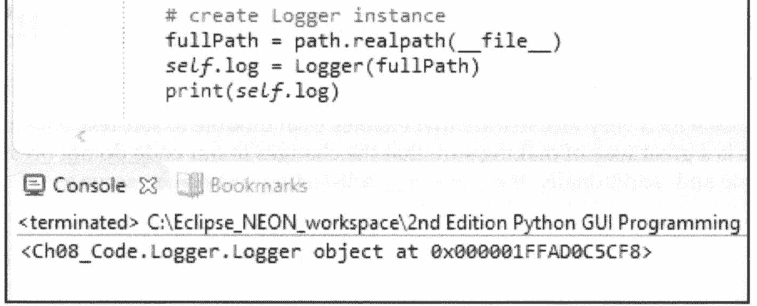 # create Logger instance
fullPath = path.realpath(__file__)
self.log = Logger(fullPath)
print(self.log)
Console
Bookmarks
<terminated> C:\Eclipse_NEON_workspace\2nd Edition Python GUI Programming
<Ch08_Code.Logger.Logger object at 0x000001FFAD0C5CF8>